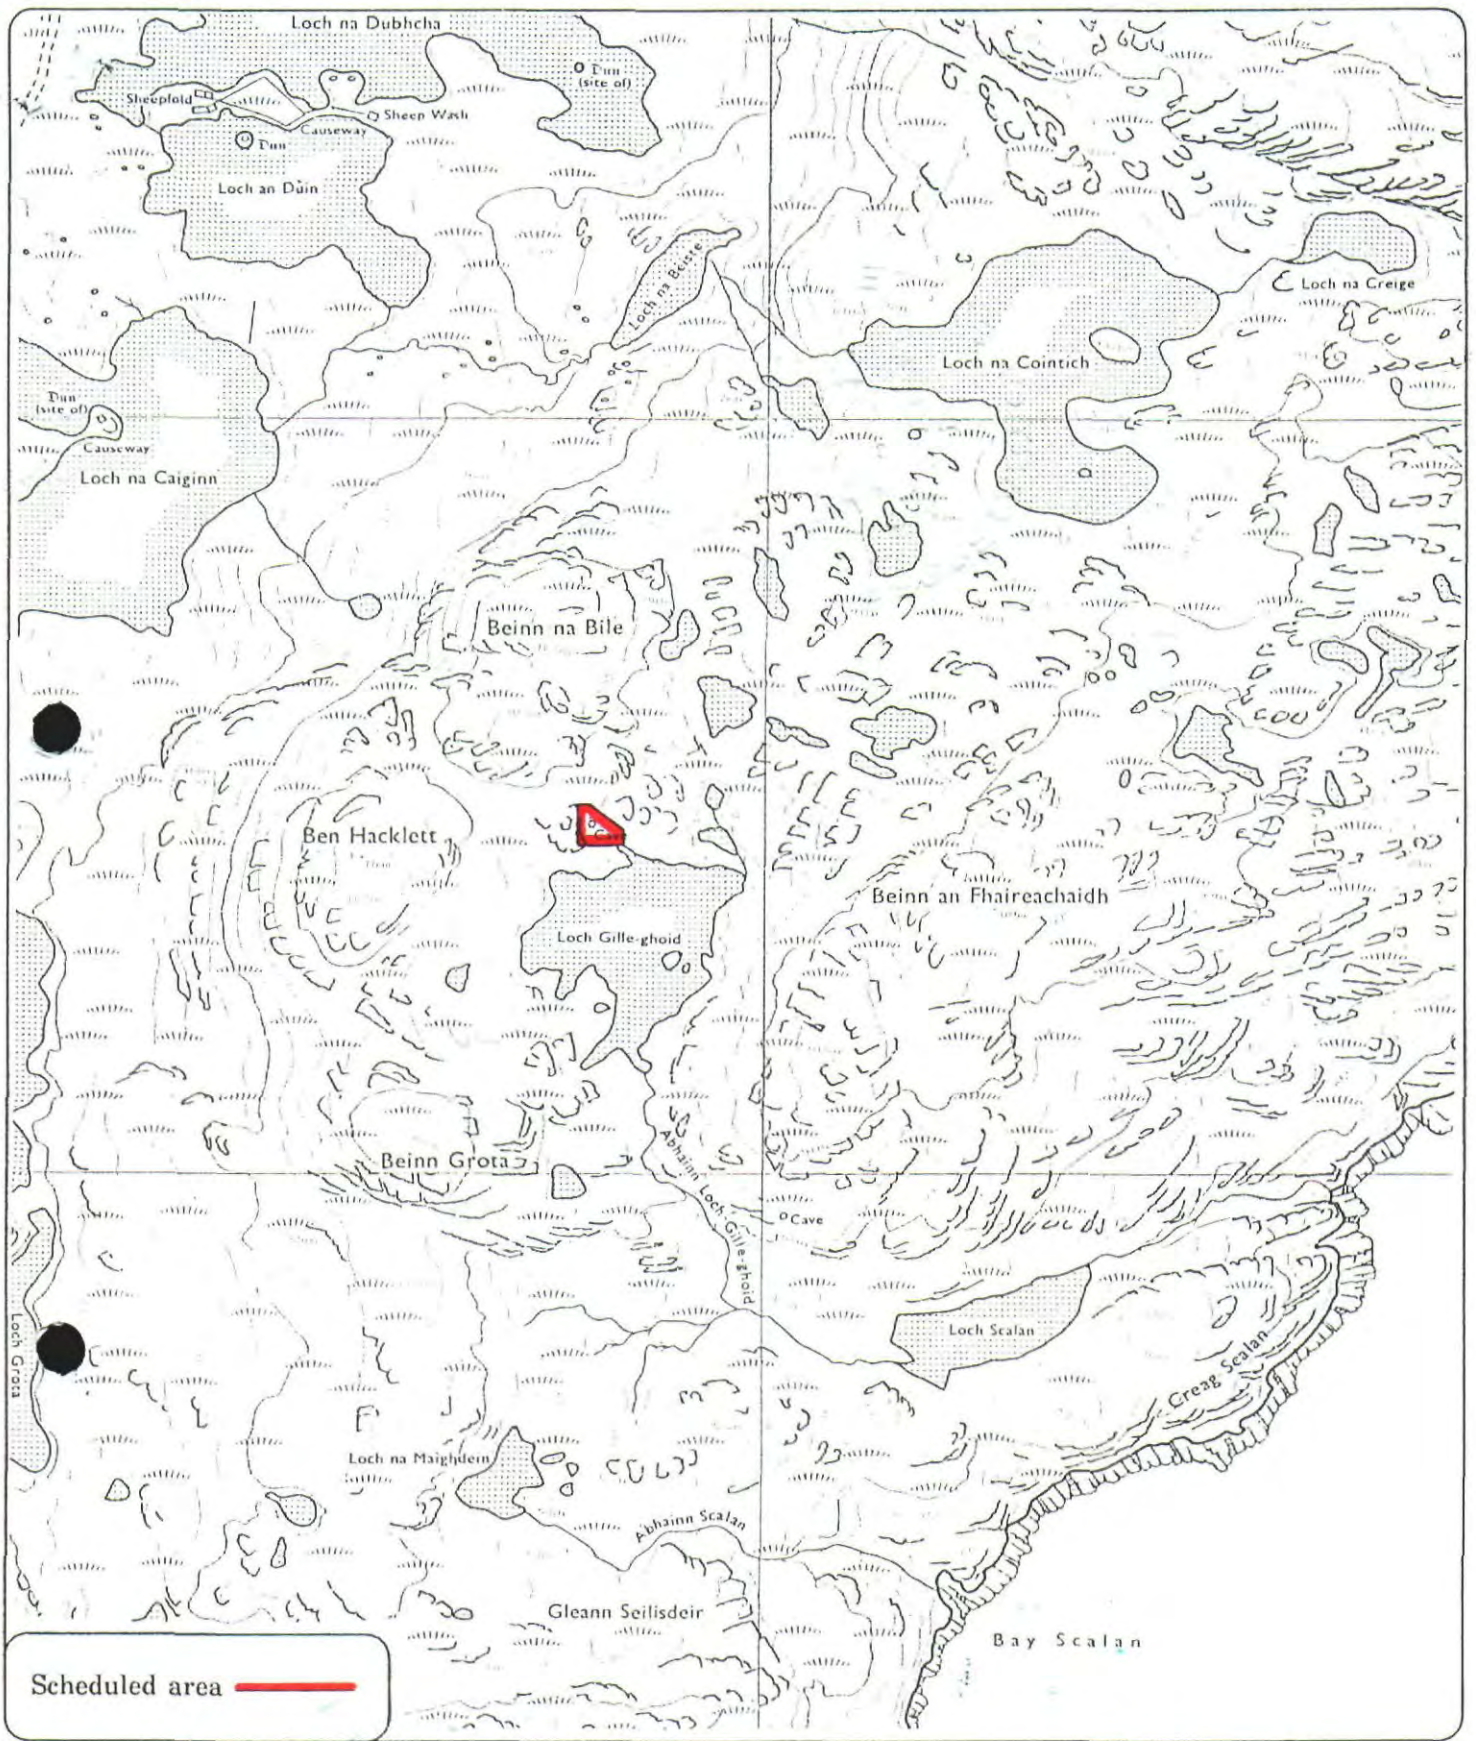 Loch na Dubhcha
Dun
(site of)
Sheepfold
Sheep Wash
Causeway
Dun
Loch an Dùin
Loch na Beiste
Loch na Creige
Loch na Cointich
Dun
(site of)
Causeway
Loch na Caiginn
Beinn na Bile
Ben Hacklett
Cave
Beinn an Fhaireachaidh
Loch Gille-ghoid
Beinn Grota
Abhainn Loch Gille-ghoid
Cave
Loch Scalan
Loch Grota
Creag Scalan
Loch na Maighdein
Abhainn Scalan
Gleann Seilisdeir
Bay Scalan
Scheduled area